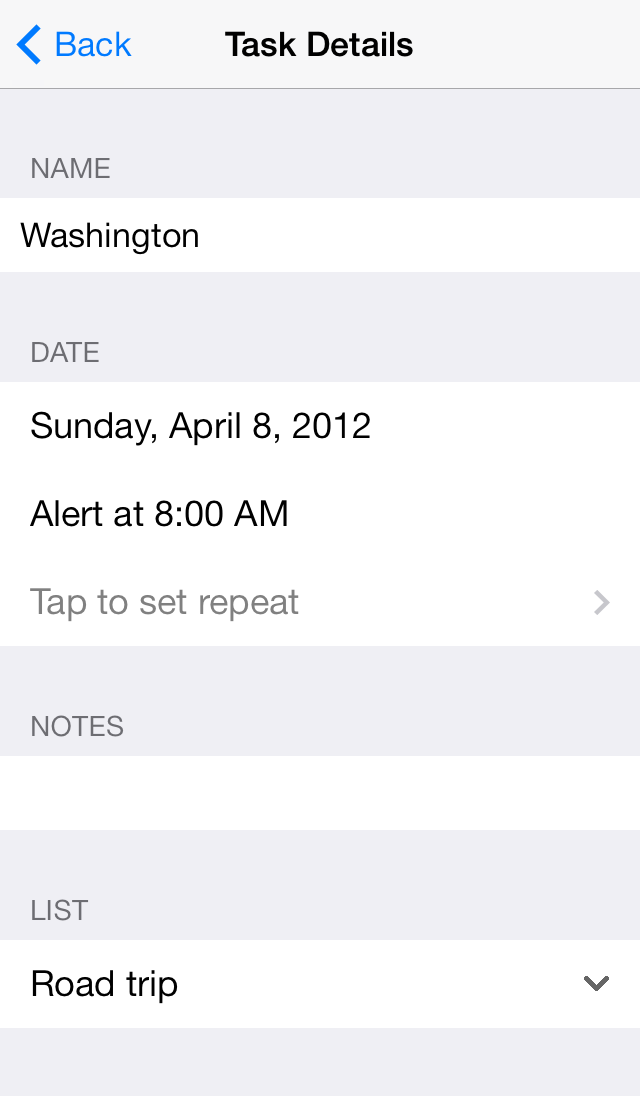 Back
Task Details
NAME
Washington
DATE
Sunday, April 8, 2012
Alert at 8:00 AM
Tap to set repeat
NOTES
LIST
Road trip